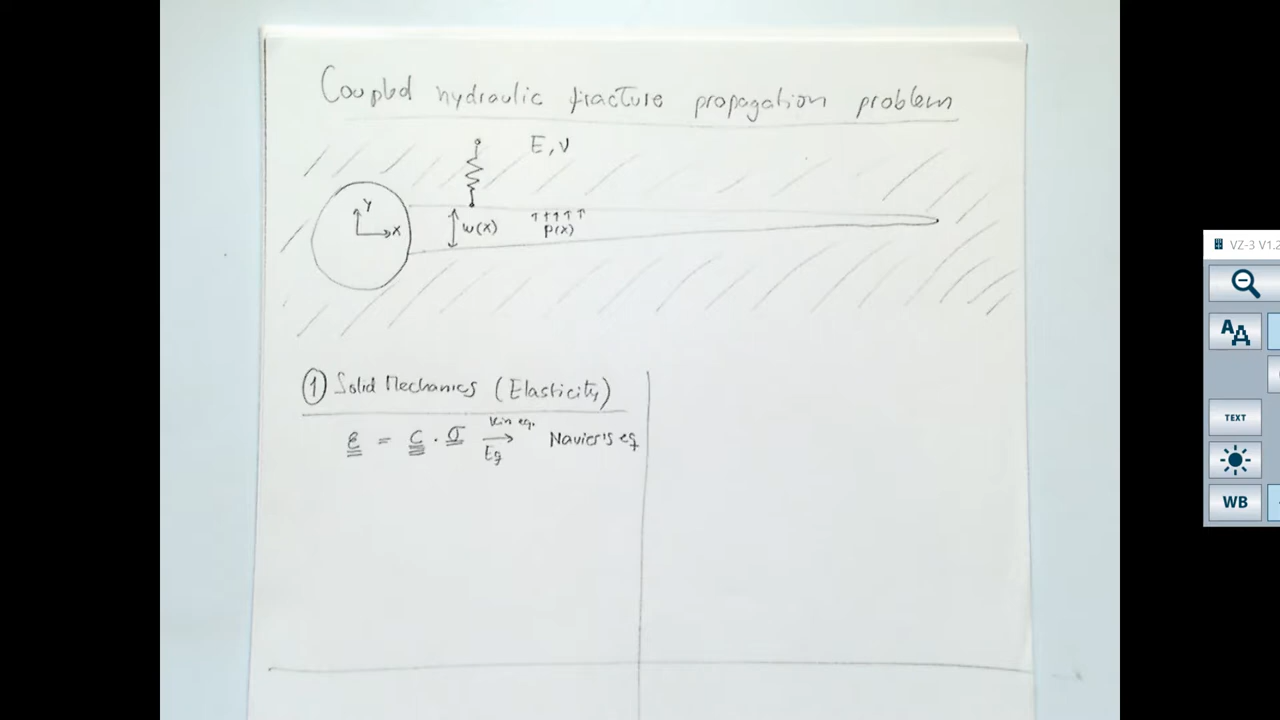 Coupled hydraulic fracture propagation problem
E, ν
Y
X
w(x)
p(x)
① Solid Mechanics (Elasticity)
ε = C · σ → Navier's eq
Kin eq.
Eq
VZ-3 V1.2
AA
TEXT
WB